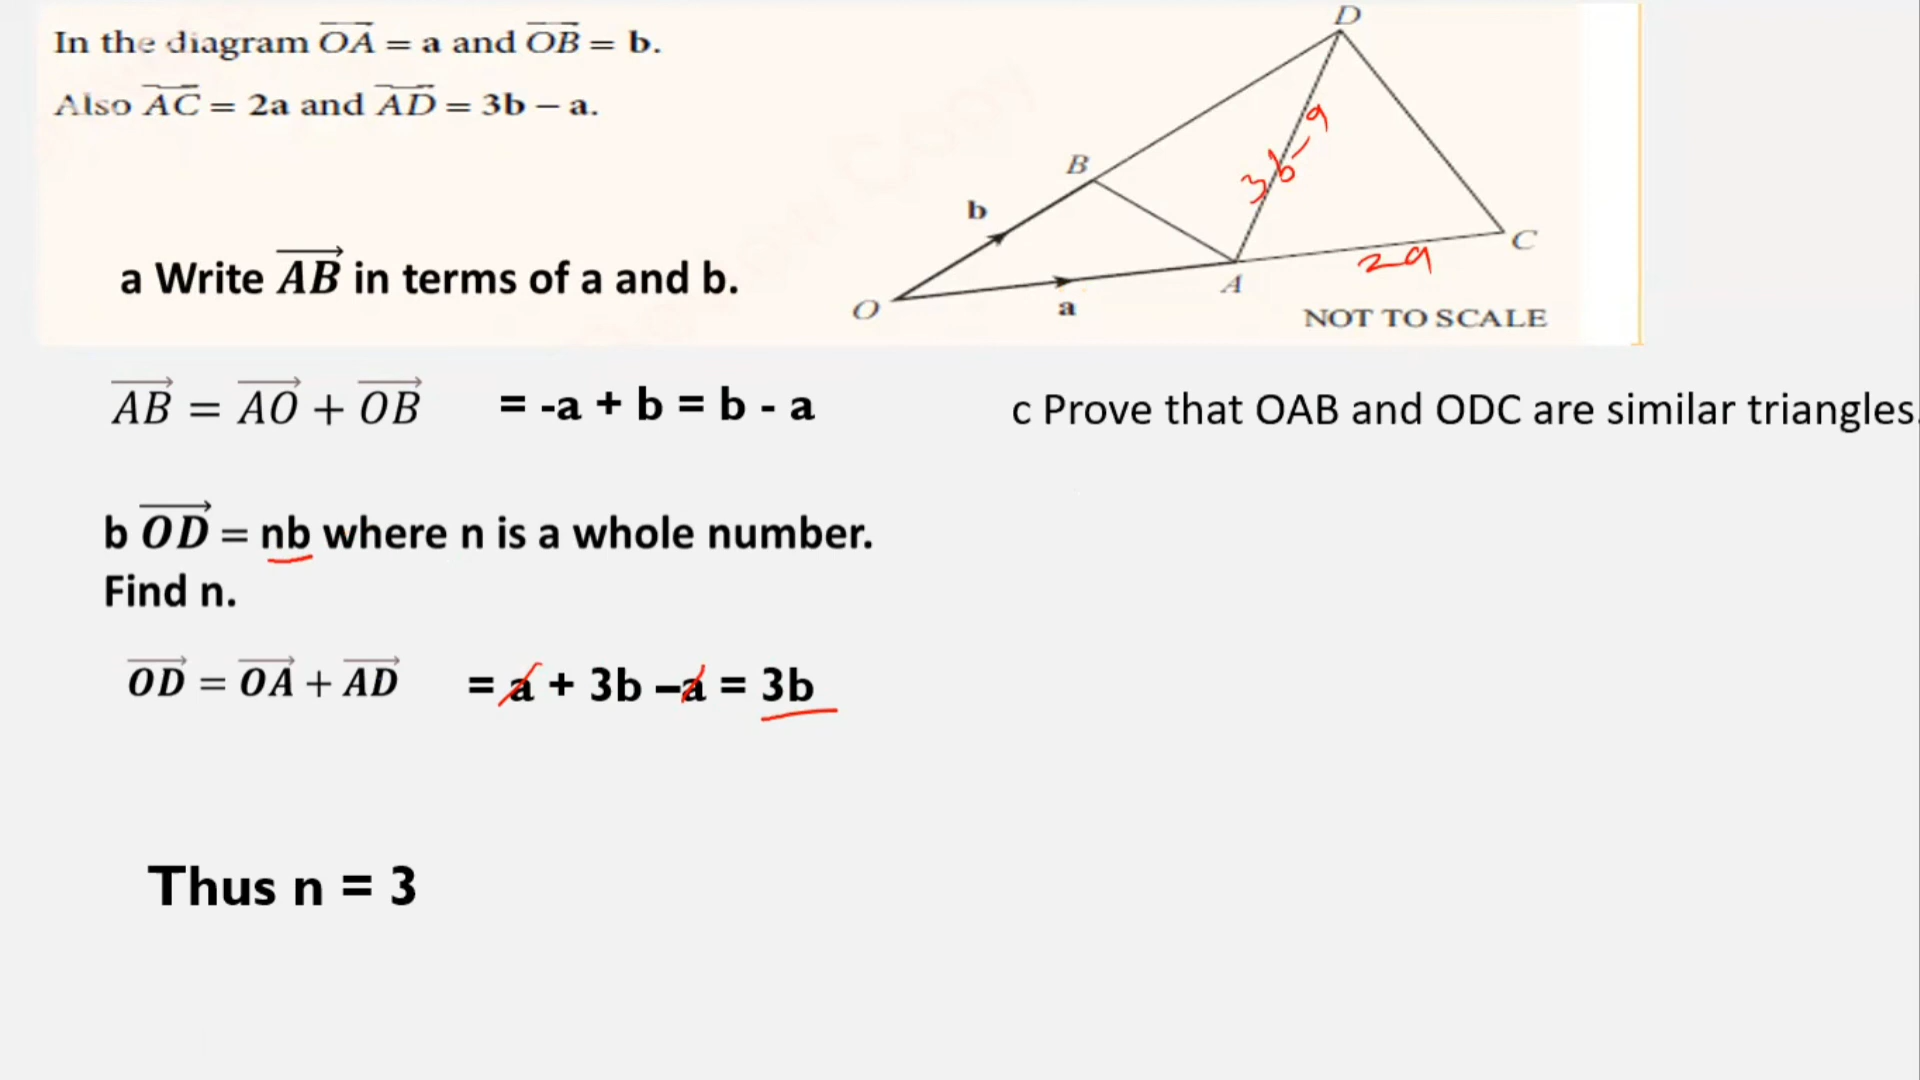 In the diagram OA = a and OB = b.
Also AC = 2a and AD = 3b – a.
D
3b-a
B
b
C
2a
a Write AB in terms of a and b.
O
a
A
NOT TO SCALE
AB = AO + OB = -a + b = b - a
c Prove that OAB and ODC are similar triangles.
b OD = nb where n is a whole number.
Find n.
OD = OA + AD = a + 3b –a = 3b
Thus n = 3